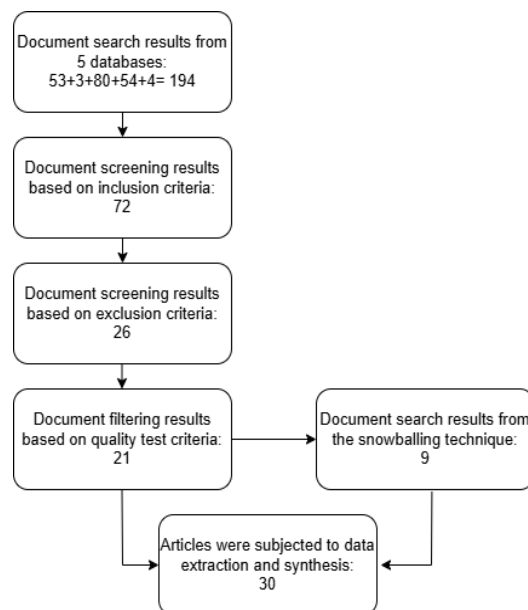 Document search results from
5 databases:
53+3+80+54+4= 194
Document screening results
based on inclusion criteria:
72
Document screening results
based on exclusion criteria:
26
Document filtering results
based on quality test criteria:
21
Document search results from
the snowballing technique:
9
Articles were subjected to data
extraction and synthesis:
30